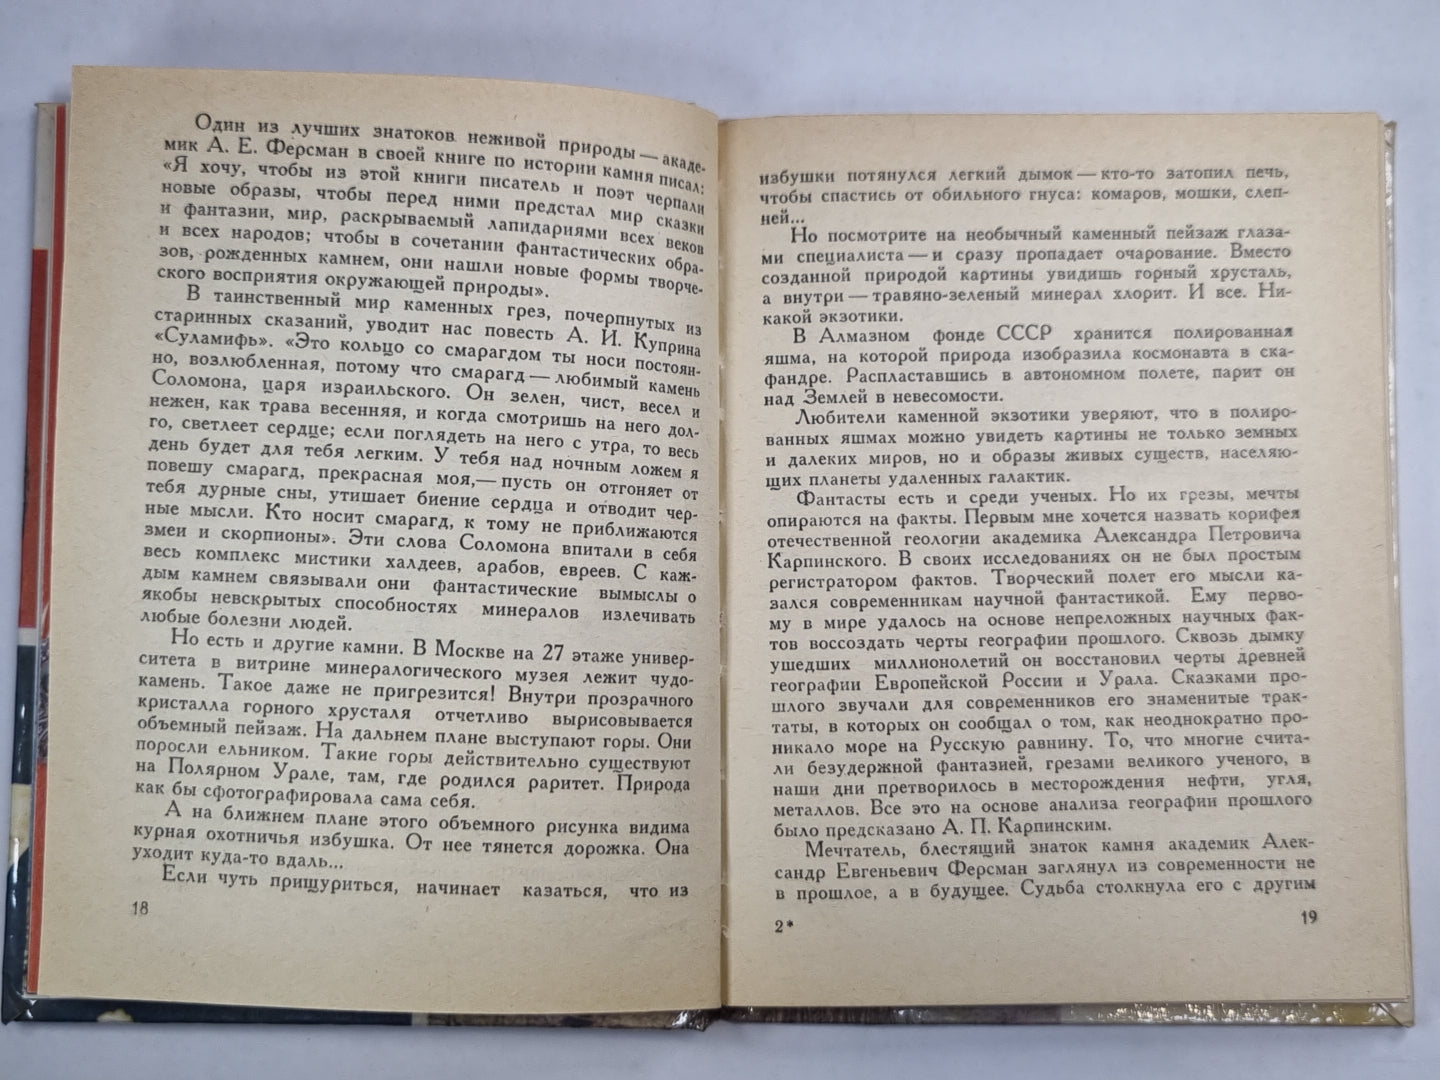 Один из лучших знатоков неживой природы — акаде-
мик А. Е. Ферсман в своей книге по истории камня писал:
«Я хочу, чтобы из этой книги писатель и поэт черпали
новые образы, чтобы перед ними предстал мир сказки
и фантазии, мир, раскрываемый лапидариями всех веков
и всех народов; чтобы в сочетании фантастических обра-
зов, рожденных камнем, они нашли новые формы творче-
ского восприятия окружающей природы».
В таинственный мир каменных грез, почерпнутых из
старинных сказаний, уводит нас повесть А. И. Куприна
«Суламифь». «Это кольцо со смарагдом ты носи постоян-
но, возлюбленная, потому что смарагд — любимый камень
Соломона, царя израильского. Он зелен, чист, весел и
нежен, как трава весенняя, и когда смотришь на него дол-
го, светлеет сердце; если поглядеть на него с утра, то весь
день будет для тебя легким. У тебя над ночным ложем я
повешу смарагд, прекрасная моя,— пусть он отгоняет от
тебя дурные сны, утишает биение сердца и отводит чер-
ные мысли. Кто носит смарагд, к тому не приближаются
змеи и скорпионы». Эти слова Соломона впитали в себя
весь комплекс мистики халдеев, арабов, евреев. С каж-
дым камнем связывали они фантастические вымыслы о
якобы невскрытых способностях минералов излечивать
любые болезни людей.
Но есть и другие камни. В Москве на 27 этаже универ-
ситета в витрине минералогического музея лежит чудо-
камень. Такое даже не пригрезится! Внутри прозрачного
кристалла горного хрусталя отчетливо вырисовывается
объемный пейзаж. На дальнем плане выступают горы. Они
поросли ельником. Такие горы действительно существуют
на Полярном Урале, там, где родился раритет. Природа
как бы сфотографировала сама себя.
А на ближнем плане этого объемного рисунка видима
курная охотничья избушка. От нее тянется дорожка. Она
уходит куда-то вдаль...
Если чуть прищуриться, начинает казаться, что из
18
избушки потянулся легкий дымок — кто-то затопил печь,
чтобы спастись от обильного гнуса: комаров, мошки, слеп-
ней...
Но посмотрите на необычный каменный пейзаж глаза-
ми специалиста — и сразу пропадает очарование. Вместо
созданной природой картины увидишь горный хрусталь,
а внутри — травяно-зеленый минерал хлорит. И все. Ни-
какой экзотики.
В Алмазном фонде СССР хранится полированная
яшма, на которой природа изобразила космонавта в ска-
фандре. Распластавшись в автономном полете, парит он
над Землей в невесомости.
Любители каменной экзотики уверяют, что в полиро-
ванных яшмах можно увидеть картины не только земных
и далеких миров, но и образы живых существ, населяю-
щих планеты удаленных галактик.
Фантасты есть и среди ученых. Но их грезы, мечты
опираются на факты. Первым мне хочется назвать корифея
отечественной геологии академика Александра Петровича
Карпинского. В своих исследованиях он не был простым
регистратором фактов. Творческий полет его мысли ка-
зался современникам научной фантастикой. Ему перво-
му в мире удалось на основе непреложных научных фак-
тов воссоздать черты географии прошлого. Сквозь дымку
ушедших миллионолетий он восстановил черты древней
географии Европейской России и Урала. Сказками про-
шлого звучали для современников его знаменитые трак-
таты, в которых он сообщал о том, как неоднократно про-
никало море на Русскую равнину. То, что многие счита-
ли безудержной фантазией, грезами великого ученого, в
наши дни претворилось в месторождения нефти, угля,
металлов. Все это на основе анализа географии прошлого
было предсказано А. П. Карпинским.
Мечтатель, блестящий знаток камня академик Алек-
сандр Евгеньевич Ферсман заглянул из современности не
в прошлое, а в будущее. Судьба столкнула его с другим
2*
19